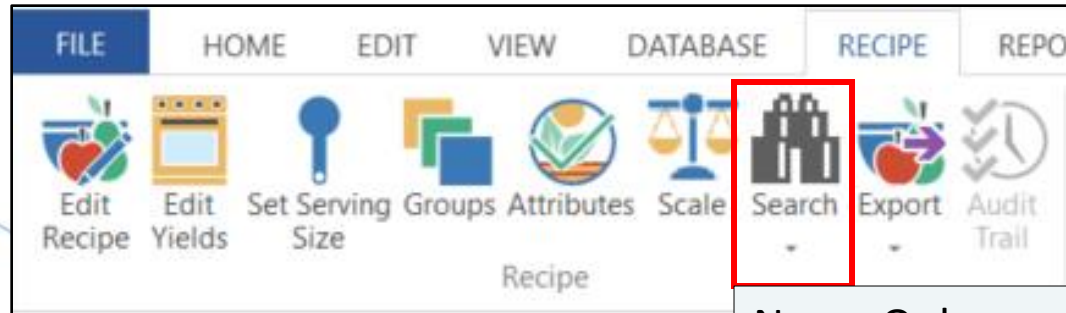 FILE HOME EDIT VIEW DATABASE RECIPE REPO
Edit Recipe
Edit Yields
Set Serving Size
Groups
Attributes
Scale
Search
Export
Audit Trail
Recipe